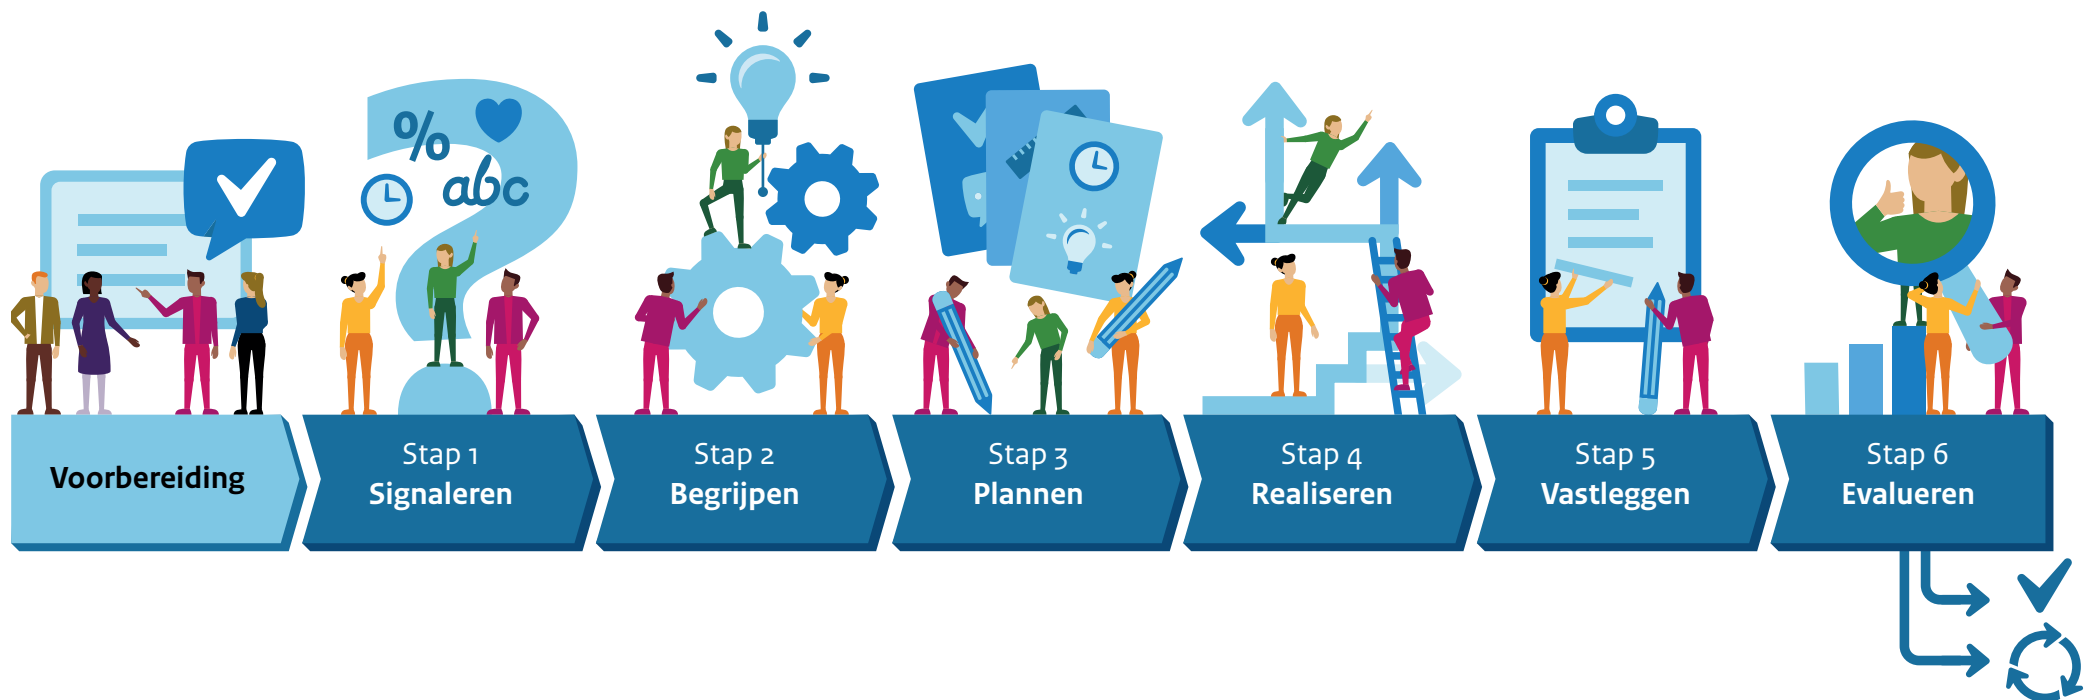 %
abc
Voorbereiding
Stap 1
Signaleren
Stap 2
Begrijpen
Stap 3
Plannen
Stap 4
Realiseren
Stap 5
Vastleggen
Stap 6
Evalueren